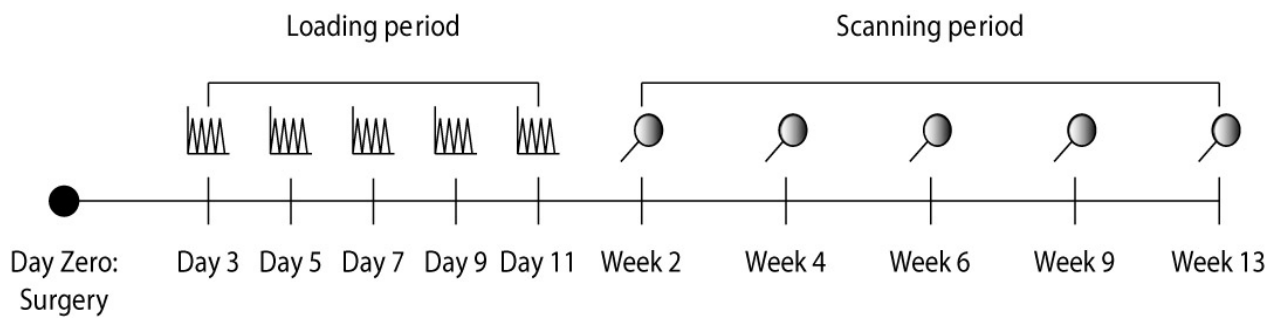 Loading period
Scanning period
Day Zero:
Surgery
Day 3
Day 5
Day 7
Day 9
Day 11
Week 2
Week 4
Week 6
Week 9
Week 13